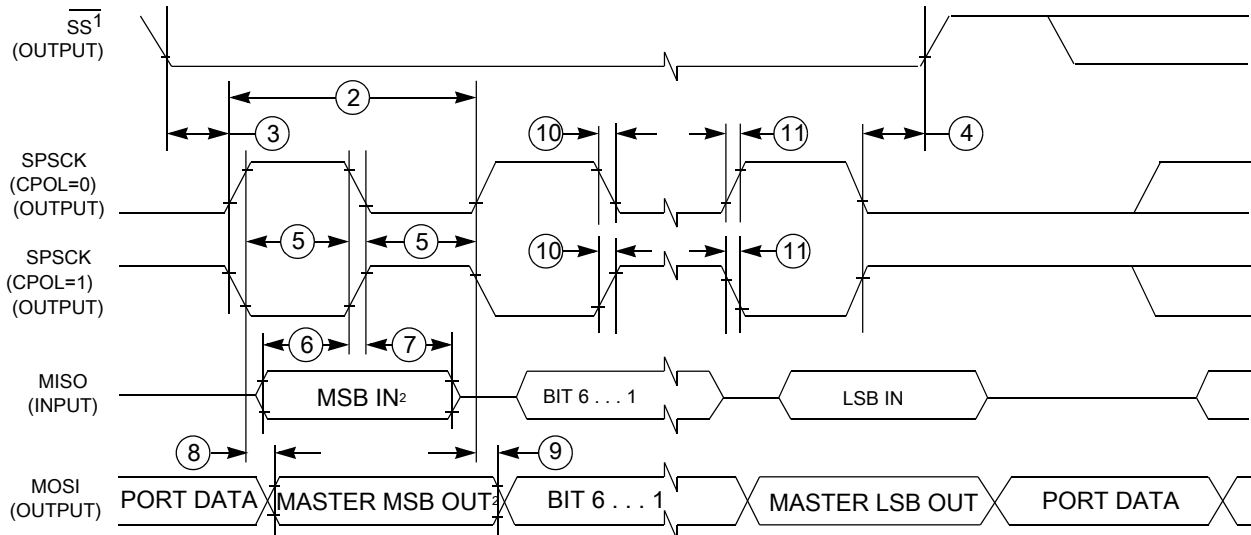 SS1
(OUTPUT)
2
3
10
11
4
SPSCK
(CPOL=0)
(OUTPUT)
5
5
10
11
SPSCK
(CPOL=1)
(OUTPUT)
6
7
MISO
(INPUT)
MSB IN2
BIT 6 . . . 1
LSB IN
8
9
MOSI
(OUTPUT)
PORT DATA
MASTER MSB OUT2
BIT 6 . . . 1
MASTER LSB OUT
PORT DATA